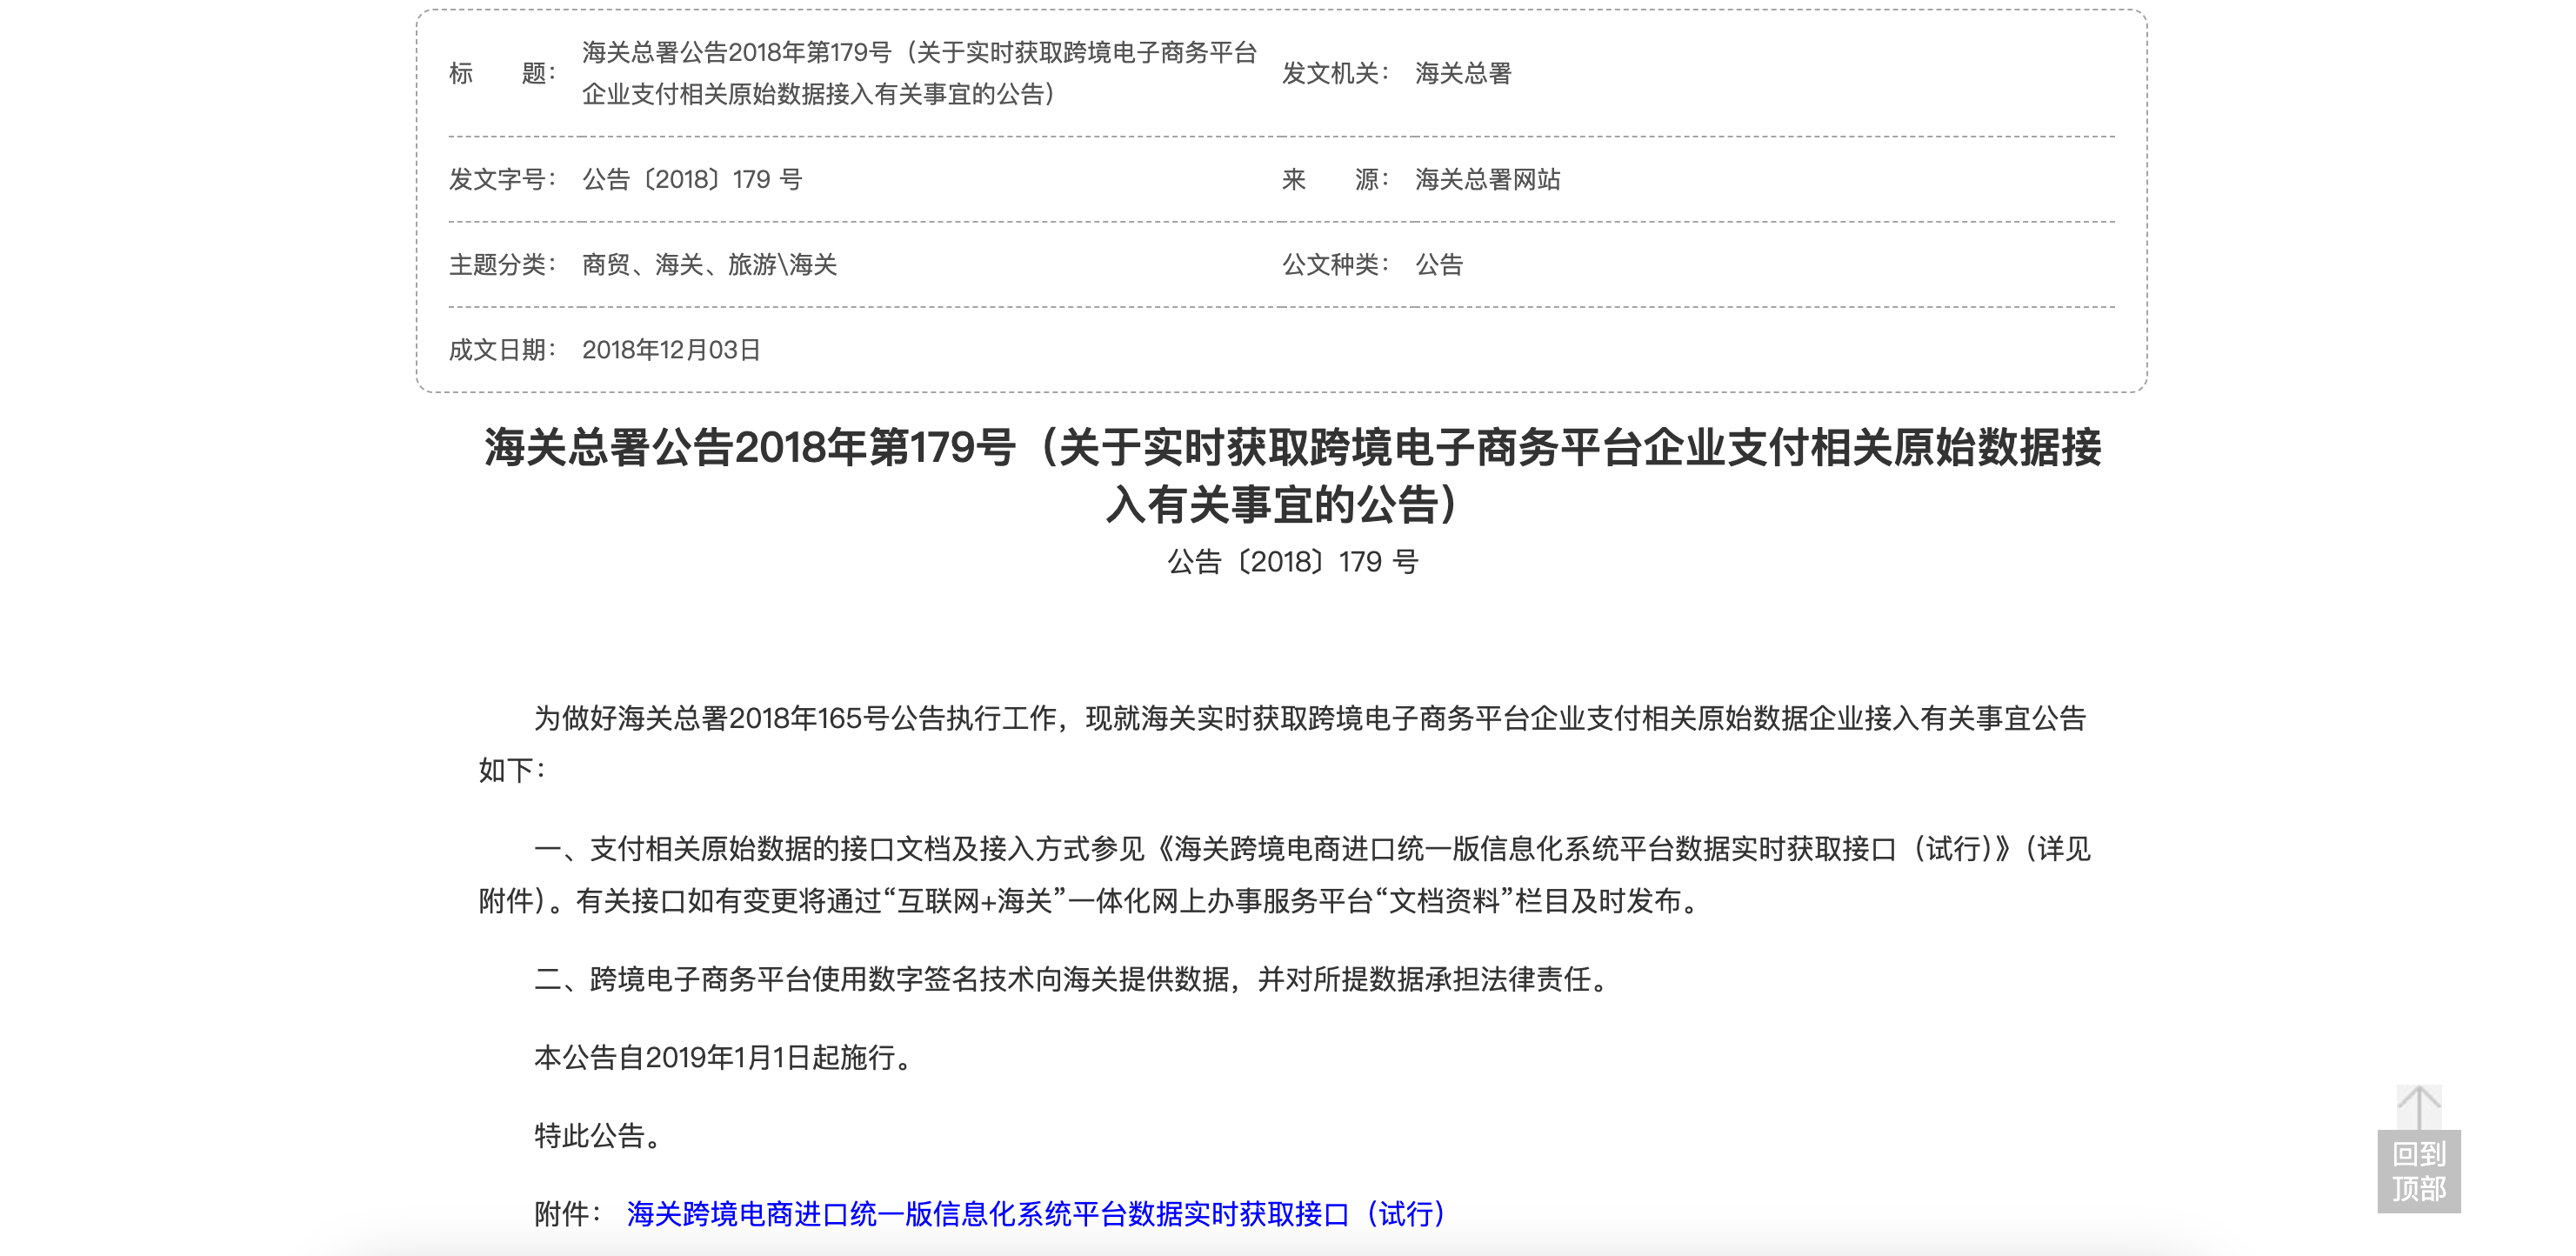 标　　题： 海关总署公告2018年第179号（关于实时获取跨境电子商务平台
企业支付相关原始数据接入有关事宜的公告）
发文机关： 海关总署
发文字号： 公告〔2018〕179 号
来　　源： 海关总署网站
主题分类： 商贸、海关、旅游\海关
公文种类： 公告
成文日期： 2018年12月03日
海关总署公告2018年第179号（关于实时获取跨境电子商务平台企业支付相关原始数据接
入有关事宜的公告）
公告〔2018〕179 号
为做好海关总署2018年165号公告执行工作，现就海关实时获取跨境电子商务平台企业支付相关原始数据企业接入有关事宜公告
如下：
一、支付相关原始数据的接口文档及接入方式参见《海关跨境电商进口统一版信息化系统平台数据实时获取接口（试行）》（详见
附件）。有关接口如有变更将通过“互联网+海关”一体化网上办事服务平台“文档资料”栏目及时发布。
二、跨境电子商务平台使用数字签名技术向海关提供数据，并对所提数据承担法律责任。
本公告自2019年1月1日起施行。
特此公告。
附件： 海关跨境电商进口统一版信息化系统平台数据实时获取接口（试行）
回到
顶部